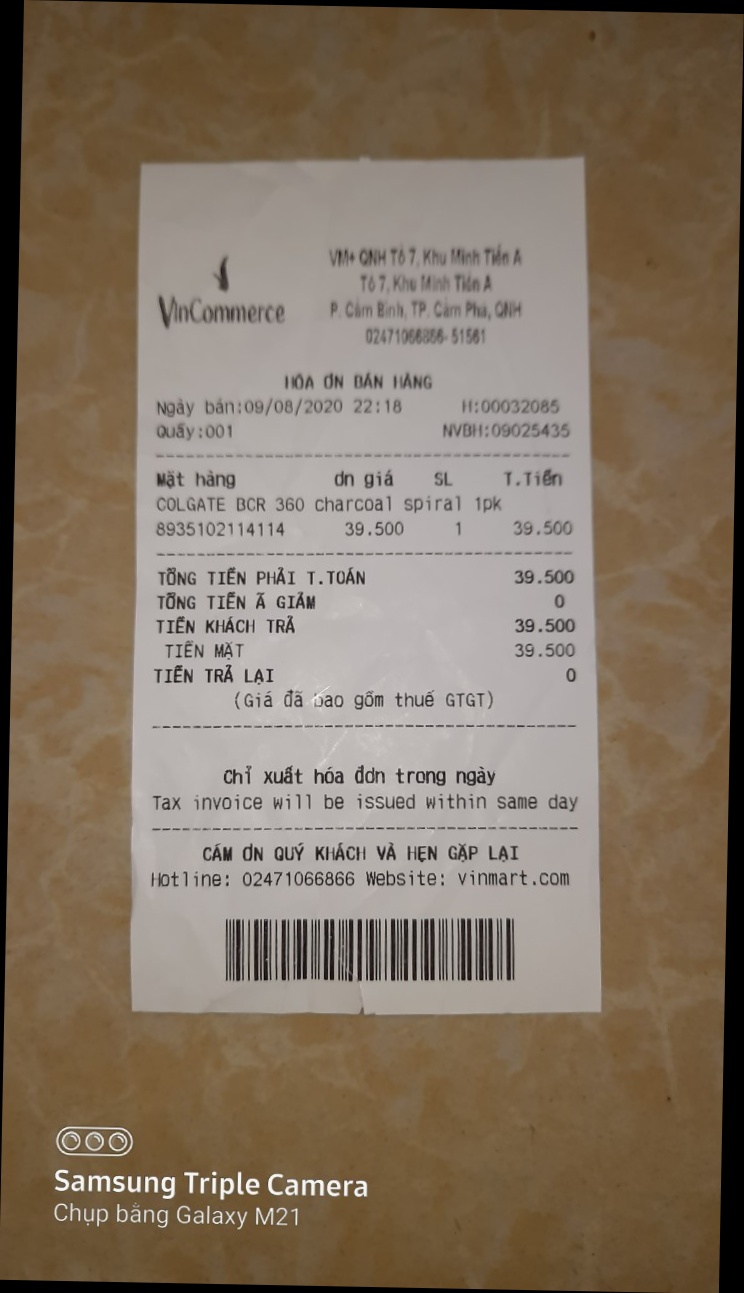 VinCommerce
VM+ QNH Tổ 7, Khu Minh Tiến A
Tổ 7, Khu Minh Tiến A
P. Cẩm Bình, TP. Cẩm Phả, QNH
02471066866- 51561
HÓA ƠN BÁN HÀNG
Ngày bán:09/08/2020 22:18 H:00032085
Quầy:001 NVBH:09025435
Mặt hàng ơn giá SL T.Tiền
COLGATE BCR 360 charcoal spiral 1pk
8935102114114 39.500 1 39.500
TỔNG TIỀN PHẢI T.TOÁN 39.500
TỔNG TIỀN Ã GIẢM 0
TIỀN KHÁCH TRẢ 39.500
TIỀN MẶT 39.500
TIỀN TRẢ LẠI 0
(Giá đã bao gồm thuế GTGT)
Chỉ xuất hóa đơn trong ngày
Tax invoice will be issued within same day
CÁM ƠN QUÝ KHÁCH VÀ HẸN GẶP LẠI
Hotline: 02471066866 Website: vinmart.com
Samsung Triple Camera
Chụp bằng Galaxy M21